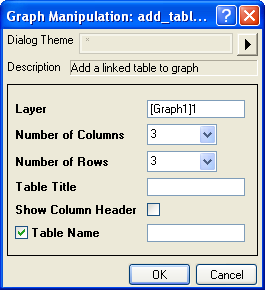 Graph Manipulation: add_tabl...
Dialog Theme *
Description Add a linked table to graph
Layer [Graph1]1
Number of Columns 3
Number of Rows 3
Table Title
Show Column Header
Table Name
OK Cancel